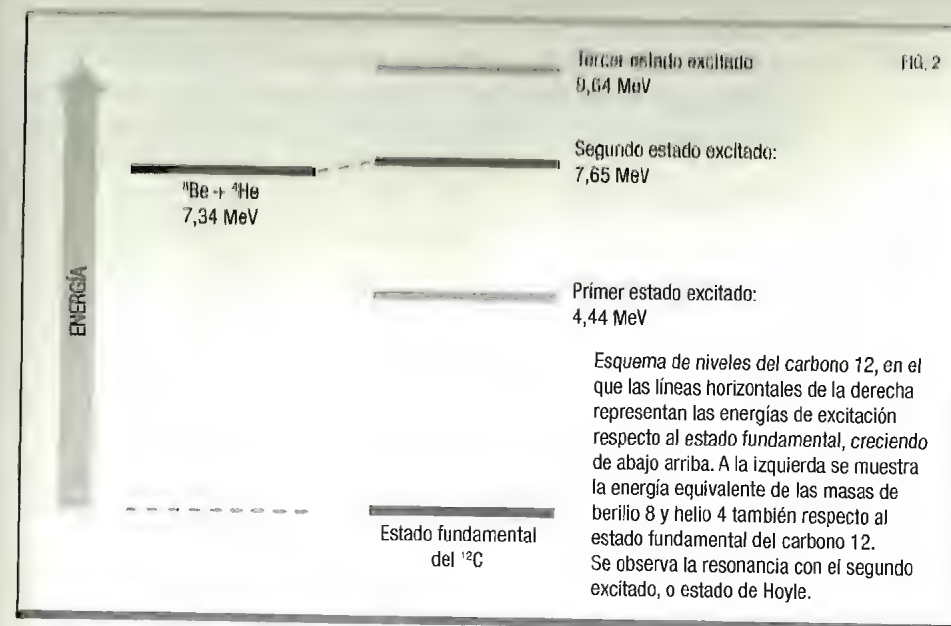 FIG. 2
Tercer estado excitado
9,64 MeV
Segundo estado excitado:
7,65 MeV
⁸Be + ⁴He
7,34 MeV
ENERGÍA
Primer estado excitado:
4,44 MeV
Estado fundamental
del ¹²C
Esquema de niveles del carbono 12, en el
que las líneas horizontales de la derecha
representan las energías de excitación
respecto al estado fundamental, creciendo
de abajo arriba. A la izquierda se muestra
la energía equivalente de las masas de
berilio 8 y helio 4 también respecto al
estado fundamental del carbono 12.
Se observa la resonancia con el segundo
excitado, o estado de Hoyle.